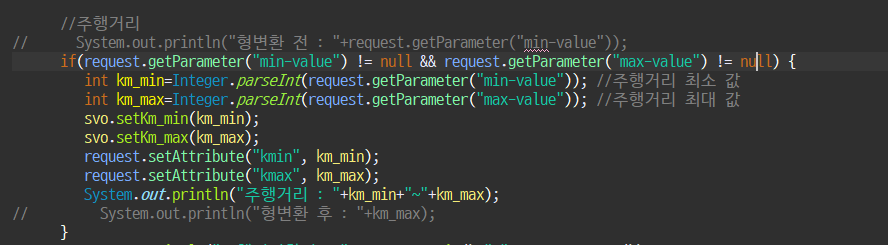 //주행거리
// System.out.println("형변환 전 : "+request.getParameter("min-value"));
if(request.getParameter("min-value") != null && request.getParameter("max-value") != null) {
int km_min=Integer.parseInt(request.getParameter("min-value")); //주행거리 최소 값
int km_max=Integer.parseInt(request.getParameter("max-value")); //주행거리 최대 값
svo.setKm_min(km_min);
svo.setKm_max(km_max);
request.setAttribute("kmin", km_min);
request.setAttribute("kmax", km_max);
System.out.println("주행거리 : "+km_min+"~"+km_max);
// System.out.println("형변환 후 : "+km_max);
}